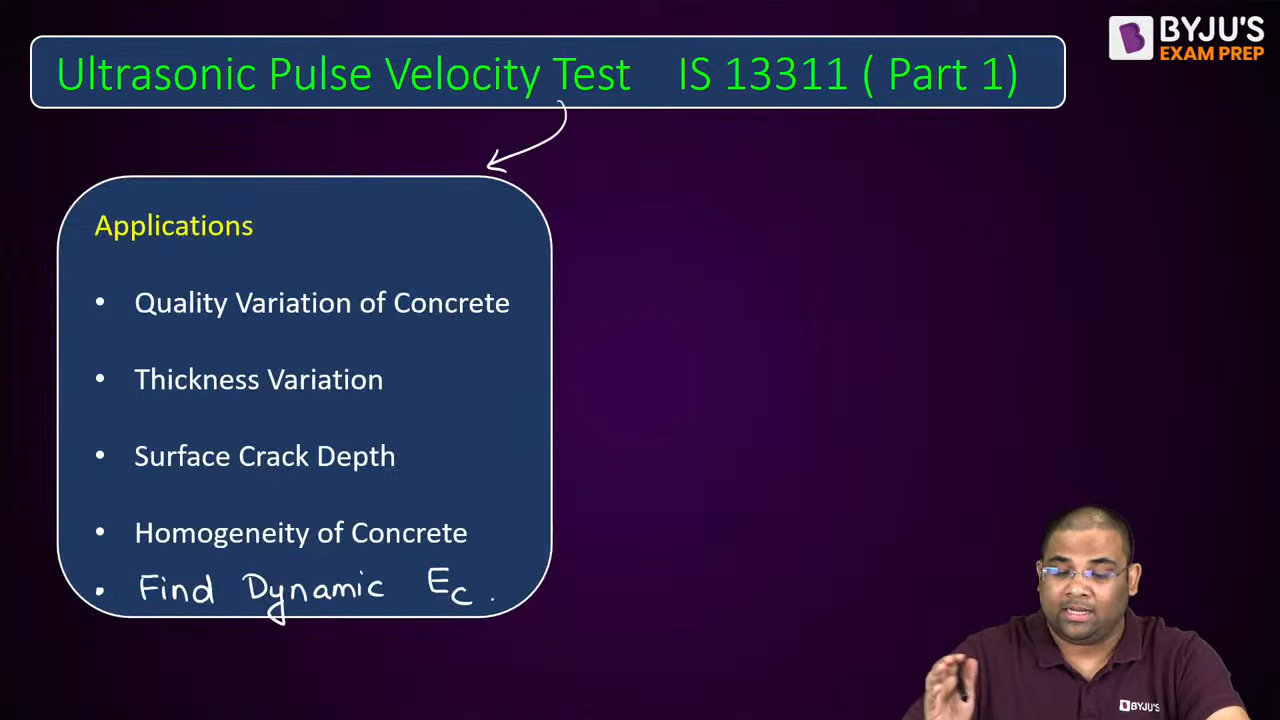 BYJU'S
EXAM PREP
Ultrasonic Pulse Velocity Test IS 13311 ( Part 1)
Applications
• Quality Variation of Concrete
• Thickness Variation
• Surface Crack Depth
• Homogeneity of Concrete
• Find Dynamic Ec .
BYJU'S